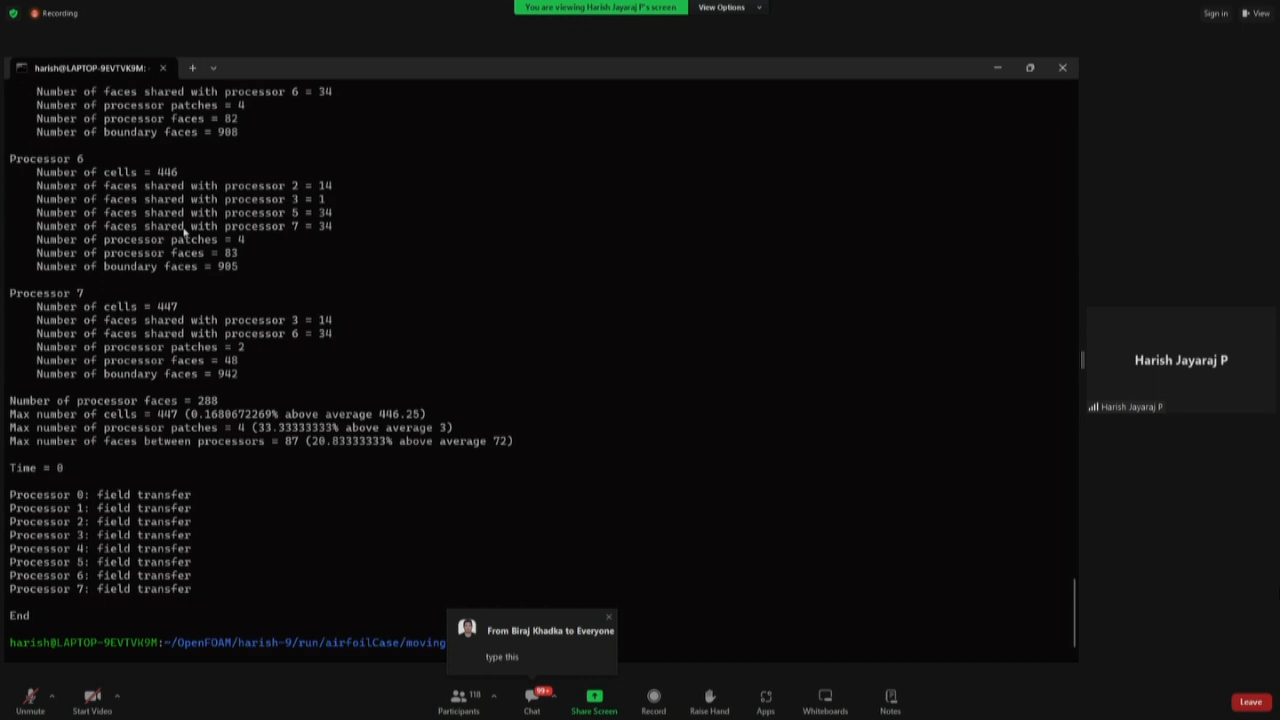 Recording
You are viewing Harish Jayaraj P's screen
View Options
Sign in
View
harish@LAPTOP-9EVTVK9M:
Number of faces shared with processor 6 = 34
Number of processor patches = 4
Number of processor faces = 82
Number of boundary faces = 908
Processor 6
Number of cells = 446
Number of faces shared with processor 2 = 14
Number of faces shared with processor 3 = 1
Number of faces shared with processor 5 = 34
Number of faces shared with processor 7 = 34
Number of processor patches = 4
Number of processor faces = 83
Number of boundary faces = 905
Processor 7
Number of cells = 447
Number of faces shared with processor 3 = 14
Number of faces shared with processor 6 = 34
Number of processor patches = 2
Number of processor faces = 48
Number of boundary faces = 942
Number of processor faces = 288
Max number of cells = 447 (0.1680672269% above average 446.25)
Max number of processor patches = 4 (33.33333333% above average 3)
Max number of faces between processors = 87 (20.83333333% above average 72)
Time = 0
Processor 0: field transfer
Processor 1: field transfer
Processor 2: field transfer
Processor 3: field transfer
Processor 4: field transfer
Processor 5: field transfer
Processor 6: field transfer
Processor 7: field transfer
End
harish@LAPTOP-9EVTVK9M:~/OpenFOAM/harish-9/run/airfoilCase/moving
From Biraj Khadka to Everyone
type this
Harish Jayaraj P
Harish Jayaraj P
Unmute
Start Video
Participants
118
Chat
99+
Share Screen
Record
Raise Hand
Apps
Whiteboards
Notes
Leave